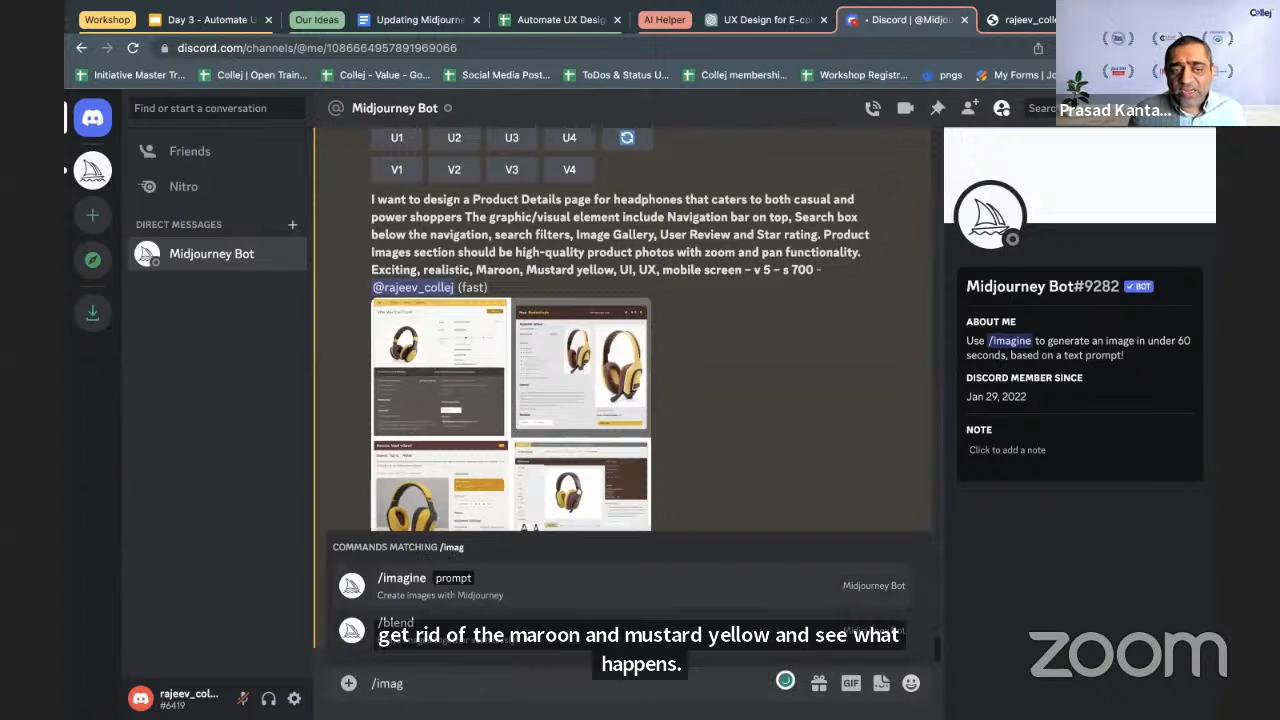 Workshop
Day 3 - Automate U
Our Ideas
Updating Midjourne
Automate UX Desig
AI Helper
UX Design for E-co
• Discord | @Midjou
rajeev_colle
Collej
discord.com/channels/@me/1086664957891969066
Initiative Master Tr...
Collej | Open Train...
Collej - Value - Go...
Social Media Post...
ToDos & Status U...
Collej membershi...
Workshop Registr...
pngs
My Forms | Jo
Prasad Kanta...
Find or start a conversation
Midjourney Bot
Sear
Friends
Nitro
DIRECT MESSAGES
Midjourney Bot
U1 U2 U3 U4
V1 V2 V3 V4
I want to design a Product Details page for headphones that caters to both casual and
power shoppers The graphic/visual element include Navigation bar on top, Search box
below the navigation, search filters, Image Gallery, User Review and Star rating. Product
Images section should be high-quality product photos with zoom and pan functionality.
Exciting, realistic, Maroon, Mustard yellow, UI, UX, mobile screen – v 5 – s 700 -
@rajeev_collej (fast)
Midjourney Bot#9282 BOT
ABOUT ME
Use /imagine to generate an image in under 60
seconds, based on a text prompt!
DISCORD MEMBER SINCE
Jan 29, 2022
NOTE
Click to add a note
COMMANDS MATCHING /imag
/imagine prompt
Midjourney Bot
Create images with Midjourney
/blend
Midjourney Bot
get rid of the maroon and mustard yellow and see what
happens.
/imag
GIF
rajeev_col...
#6419
zoom